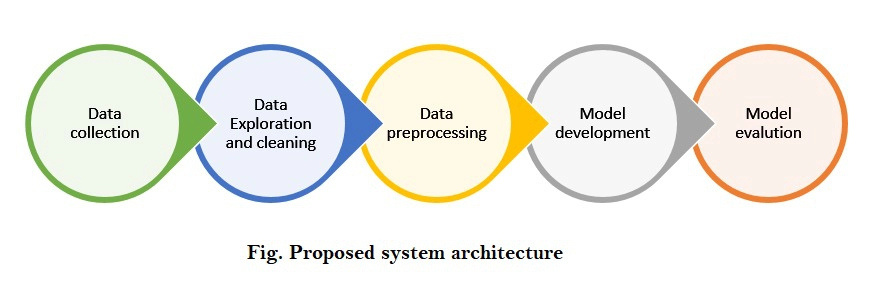 Data
collection
Data
Exploration
and cleaning
Data
preprocessing
Model
development
Model
evalution
Fig. Proposed system architecture